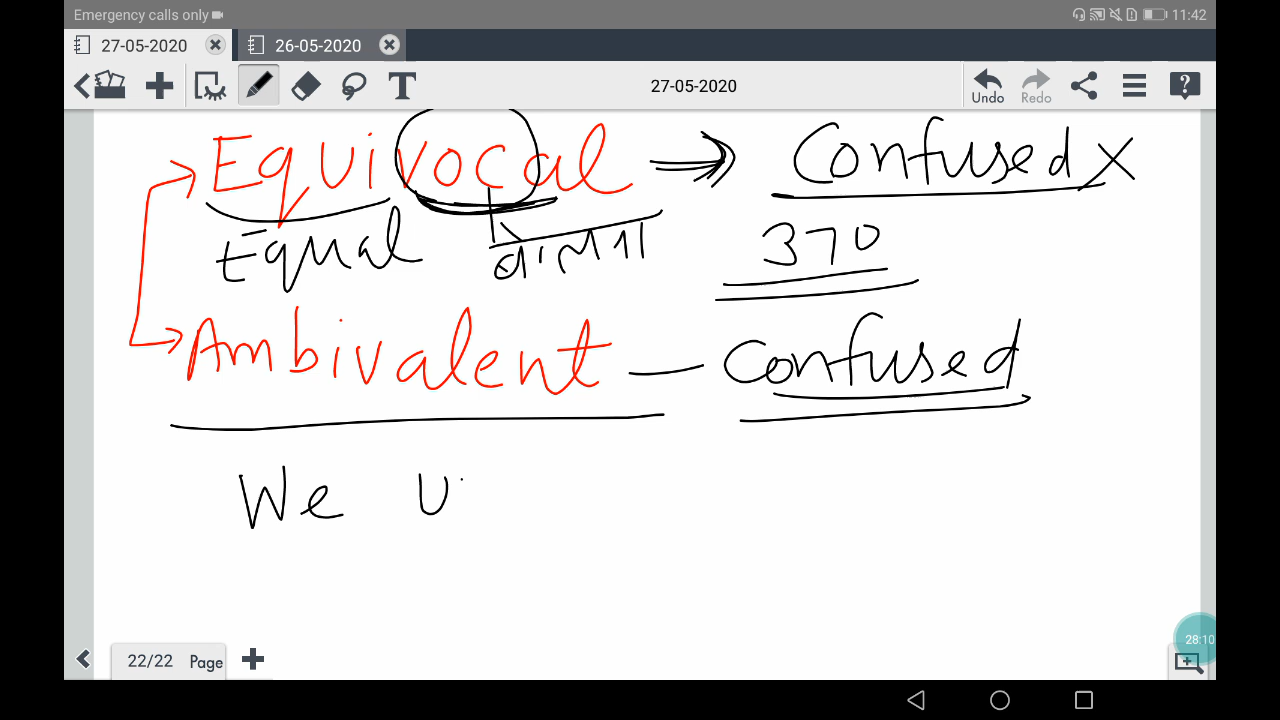 Emergency calls only
11:42
27-05-2020
26-05-2020
T
27-05-2020
Undo
Redo
Equivocal ⇒ Confused X
Equal
370
Ambivalent — Confused
We U
22/22 Page
28:10